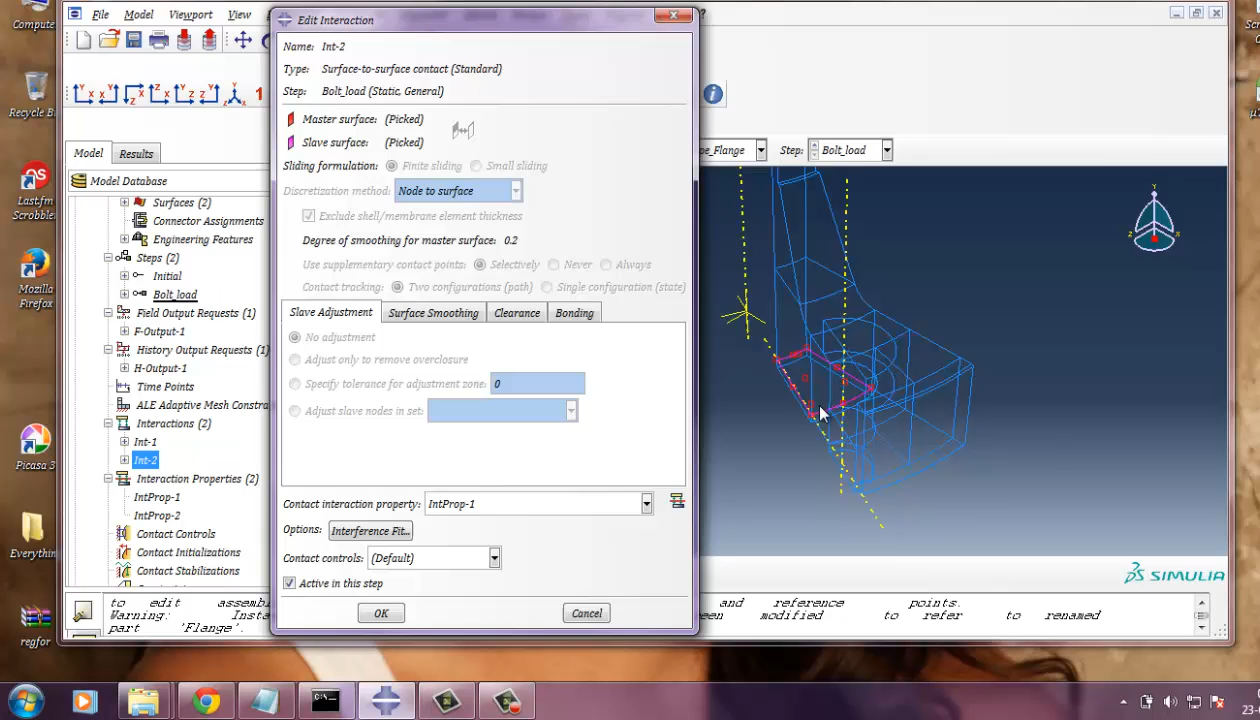 File Model Viewport View
Edit Interaction
?
Compute
Recycle B
Last.fm
Scrobble
Mozilla
Firefox
Picasa 3
Everythin
regfor
1
Model Results
Model Database
Surfaces (2)
Connector Assignments
Engineering Features
Steps (2)
Initial
Bolt_load
Field Output Requests (1)
F-Output-1
History Output Requests (1)
H-Output-1
Time Points
ALE Adaptive Mesh Constra
Interactions (2)
Int-1
Int-2
Interaction Properties (2)
IntProp-1
IntProp-2
Contact Controls
Contact Initializations
Contact Stabilizations
Name: Int-2
Type: Surface-to-surface contact (Standard)
Step: Bolt_load (Static, General)
Master surface: (Picked)
Slave surface: (Picked)
Sliding formulation: Finite sliding Small sliding
Discretization method: Node to surface
Exclude shell/membrane element thickness
Degree of smoothing for master surface: 0.2
Use supplementary contact points: Selectively Never Always
Contact tracking: Two configurations (path) Single configuration (state)
Slave Adjustment Surface Smoothing Clearance Bonding
No adjustment
Adjust only to remove overclosure
Specify tolerance for adjustment zone: 0
Adjust slave nodes in set:
Contact interaction property: IntProp-1
Options: Interference Fit...
Contact controls: (Default)
Active in this step
OK Cancel
pe_Flange Step: Bolt_load
Y
Z X
SIMULIA
to edit assemb
Warning: Insta
part 'Flange'.
and reference points.
een modified to refer to renamed
C:\
23-